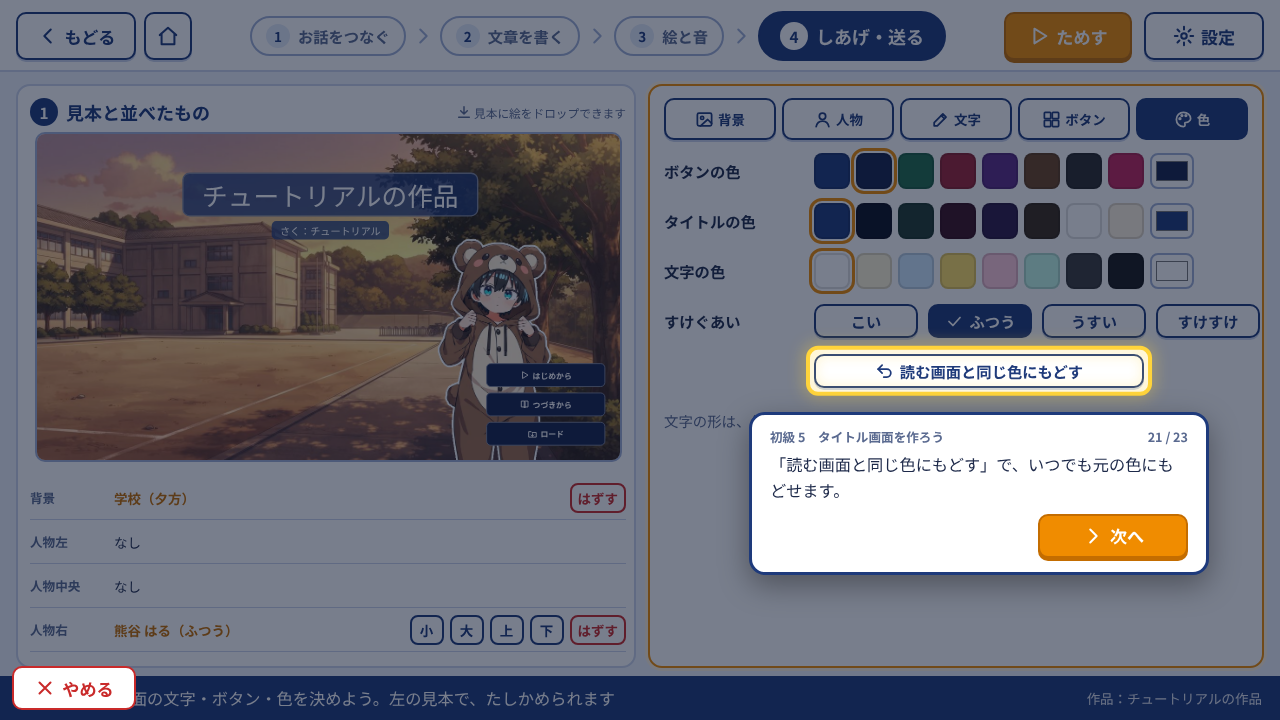 もどる
1 お話をつなぐ
2 文章を書く
3 絵と音
4 しあげ・送る
ためす
設定
1 見本と並べたもの
見本に絵をドロップできます
チュートリアルの作品
さく：チュートリアル
はじめから
つづきから
ロード
背景 学校（夕方） はずす
人物左 なし
人物中央 なし
人物右 熊谷 はる（ふつう） 小 大 上 下 はずす
背景
人物
文字
ボタン
色
ボタンの色
タイトルの色
文字の色
すけぐあい
こい
ふつう
うすい
すけすけ
読む画面と同じ色にもどす
文字の形は、
初級 5 タイトル画面を作ろう
21 / 23
「読む画面と同じ色にもどす」で、いつでも元の色にも
どせます。
次へ
やめる
面の文字・ボタン・色を決めよう。左の見本で、たしかめられます
作品：チュートリアルの作品